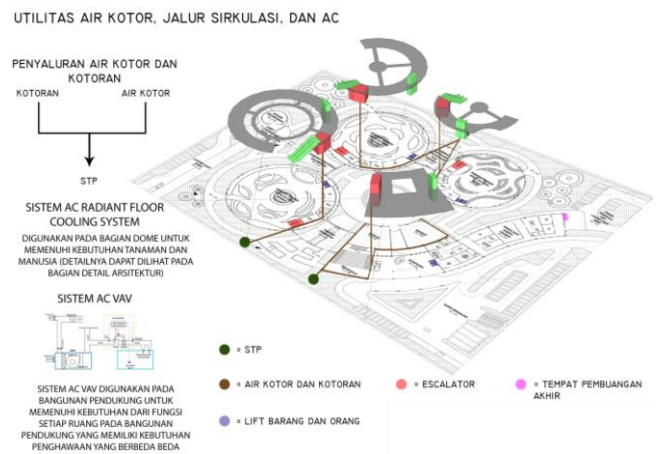 UTILITAS AIR KOTOR, JALUR SIRKULASI, DAN AC
PENYALURAN AIR KOTOR DAN
KOTORAN
KOTORAN AIR KOTOR
STP
SISTEM AC RADIANT FLOOR
COOLING SYSTEM
DIGUNAKAN PADA BAGIAN DOME UNTUK
MEMENUHI KEBUTUHAN TANAMAN DAN
MANUSIA (DETAILNYA DAPAT DILIHAT PADA
BAGIAN DETAIL ARSITEKTUR)
SISTEM AC VAV
SISTEM AC VAV DIGUNAKAN PADA
BANGUNAN PENDUKUNG UNTUK
MEMENUHI KEBUTUHAN DARI FUNGSI
SETIAP RUANG PADA BANGUNAN
PENDUKUNG YANG MEMILIKI KEBUTUHAN
PENGHAWAAN YANG BERBEDA BEDA
= STP
= AIR KOTOR DAN KOTORAN
= ESCALATOR
= TEMPAT PEMBUANGAN
AKHIR
= LIFT BARANG DAN ORANG